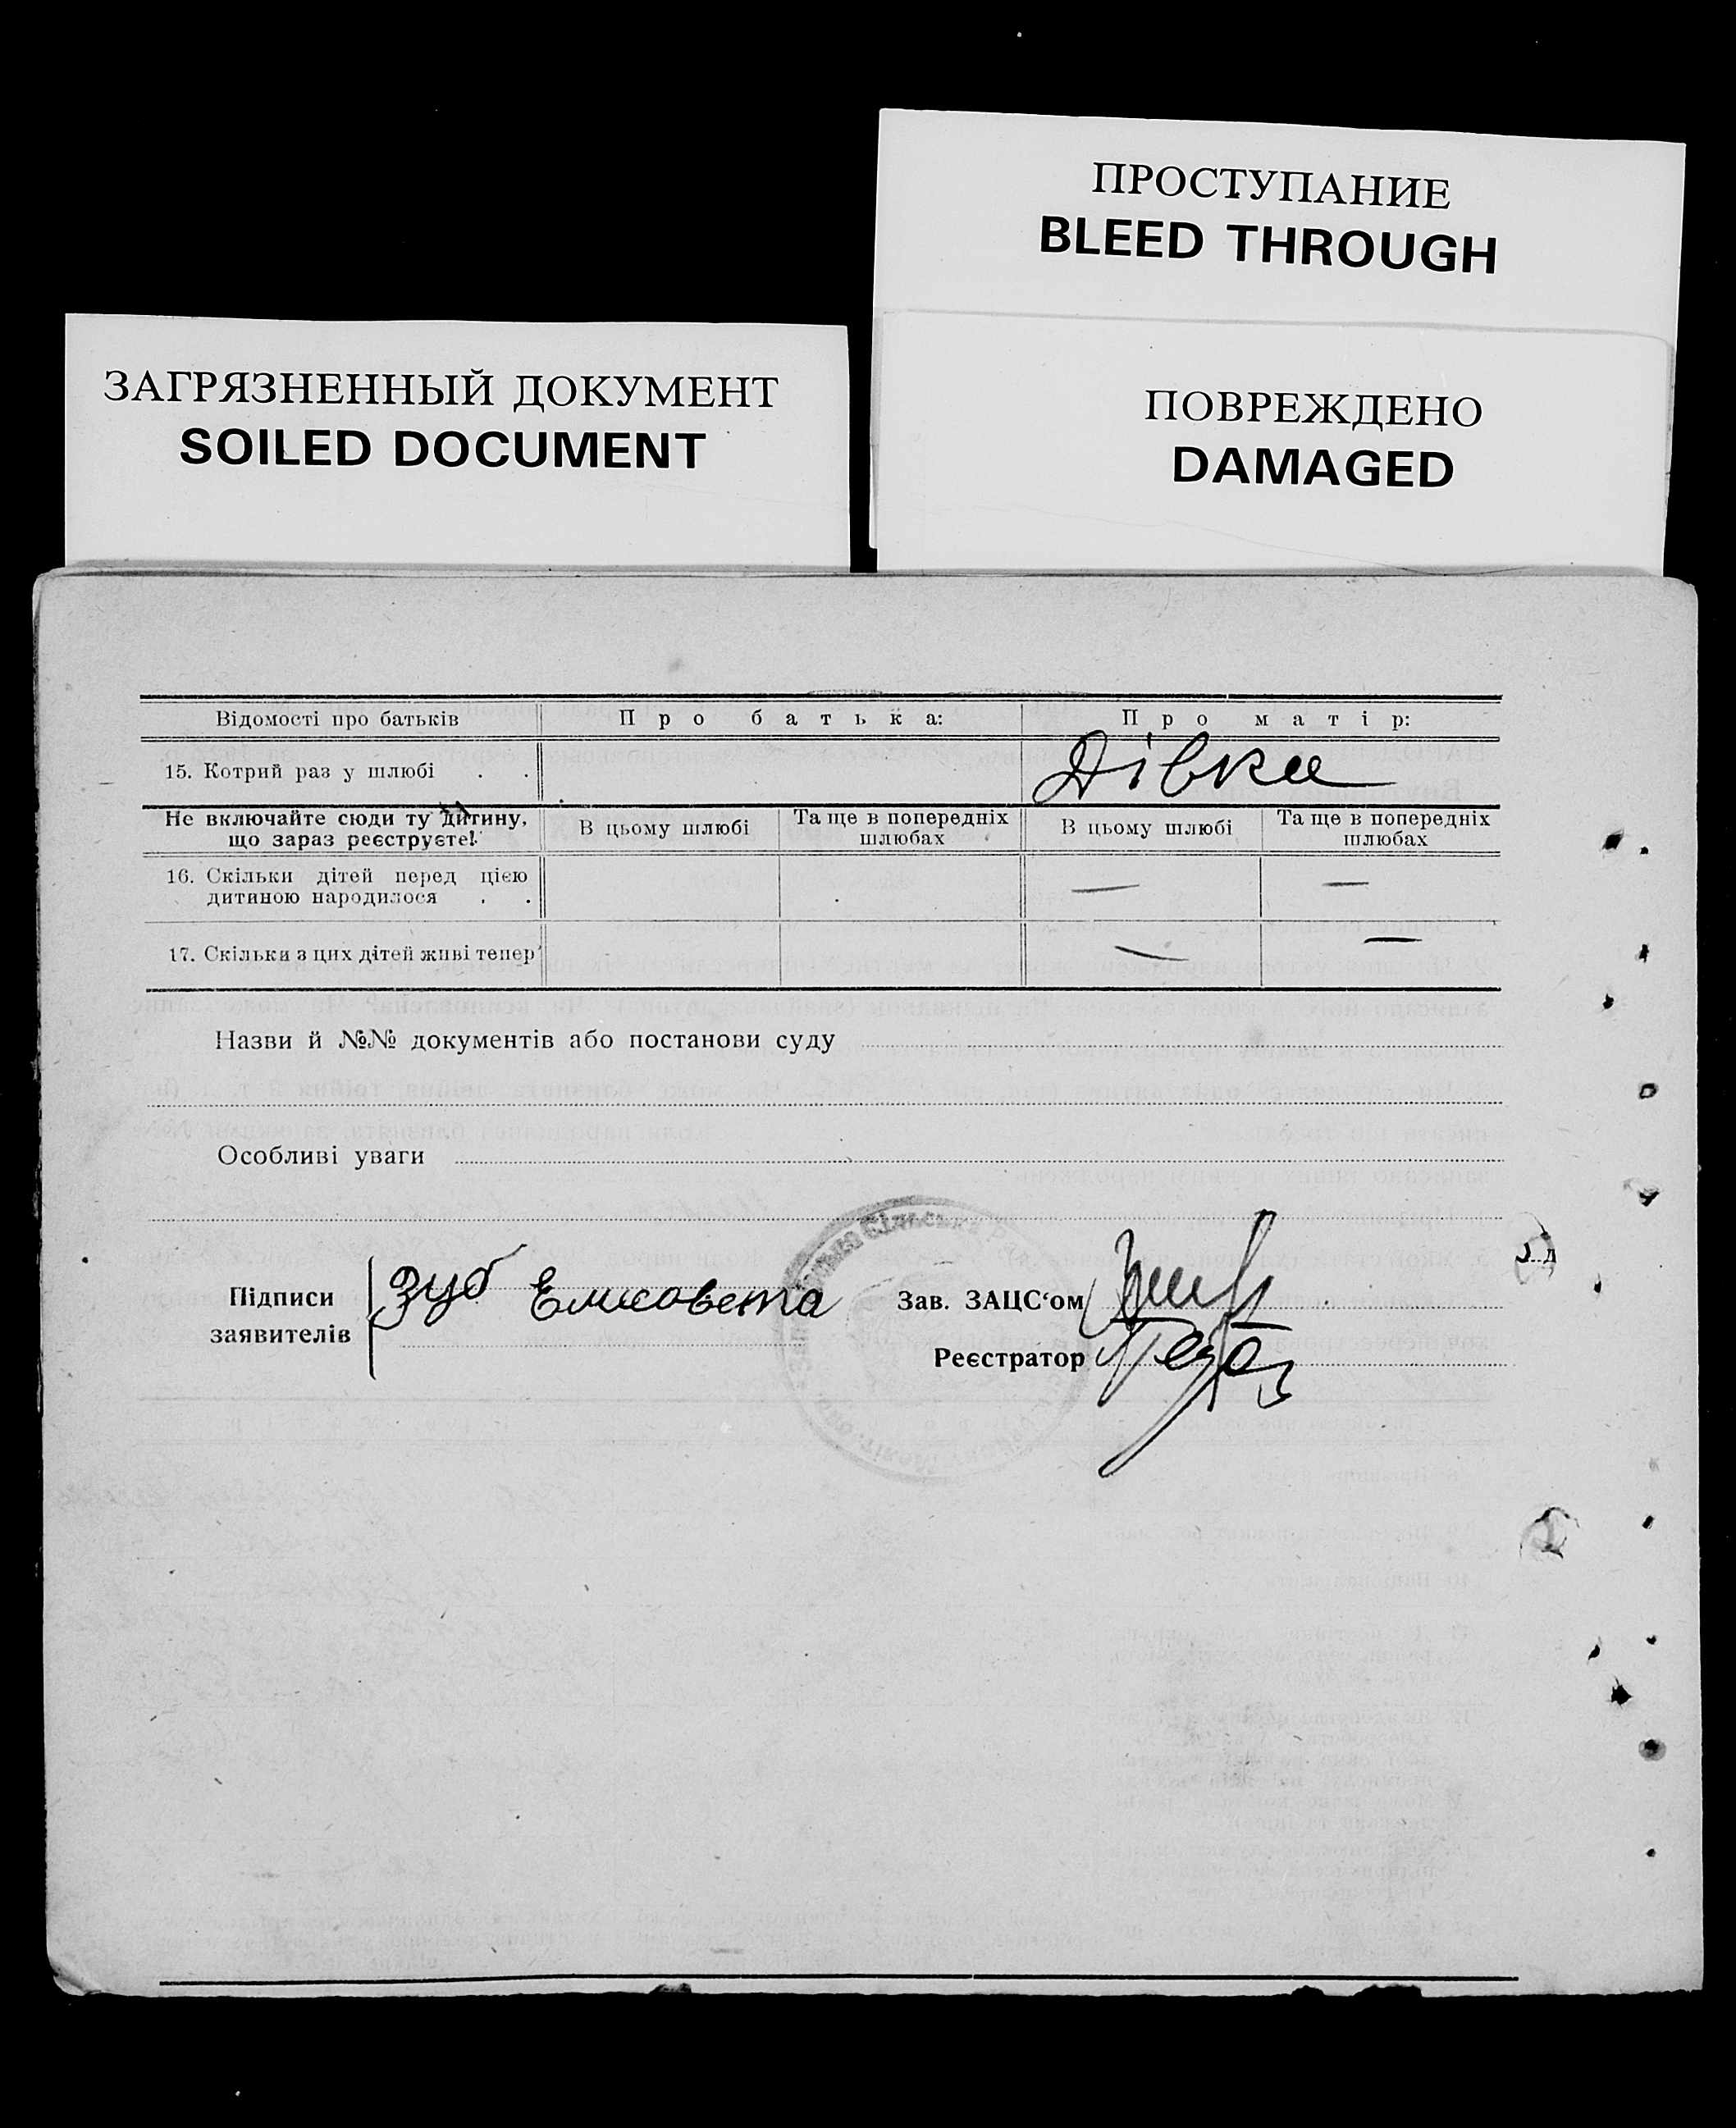 ПРОСТУПАНИЕ
BLEED THROUGH
ЗАГРЯЗНЕННЫЙ ДОКУМЕНТ
SOILED DOCUMENT
ПОВРЕЖДЕНО
DAMAGED
Відомості про батьків Про батька: Про матір:
15. Котрий раз у шлюбі . . Дівка
Не включайте сюди ту дитину,
що зараз реєструєте!
В цьому шлюбі
Та ще в попередніх
шлюбах
В цьому шлюбі
Та ще в попередніх
шлюбах
16. Скільки дітей перед цією
дитиною народилося . . — —
17. Скільки з цих дітей живі тепер — —
Назви й №№ документів або постанови суду
Особливі уваги
Підписи
заявителів
Зуб Елисовета
Зав. ЗАЦС‘ом
Реєстратор